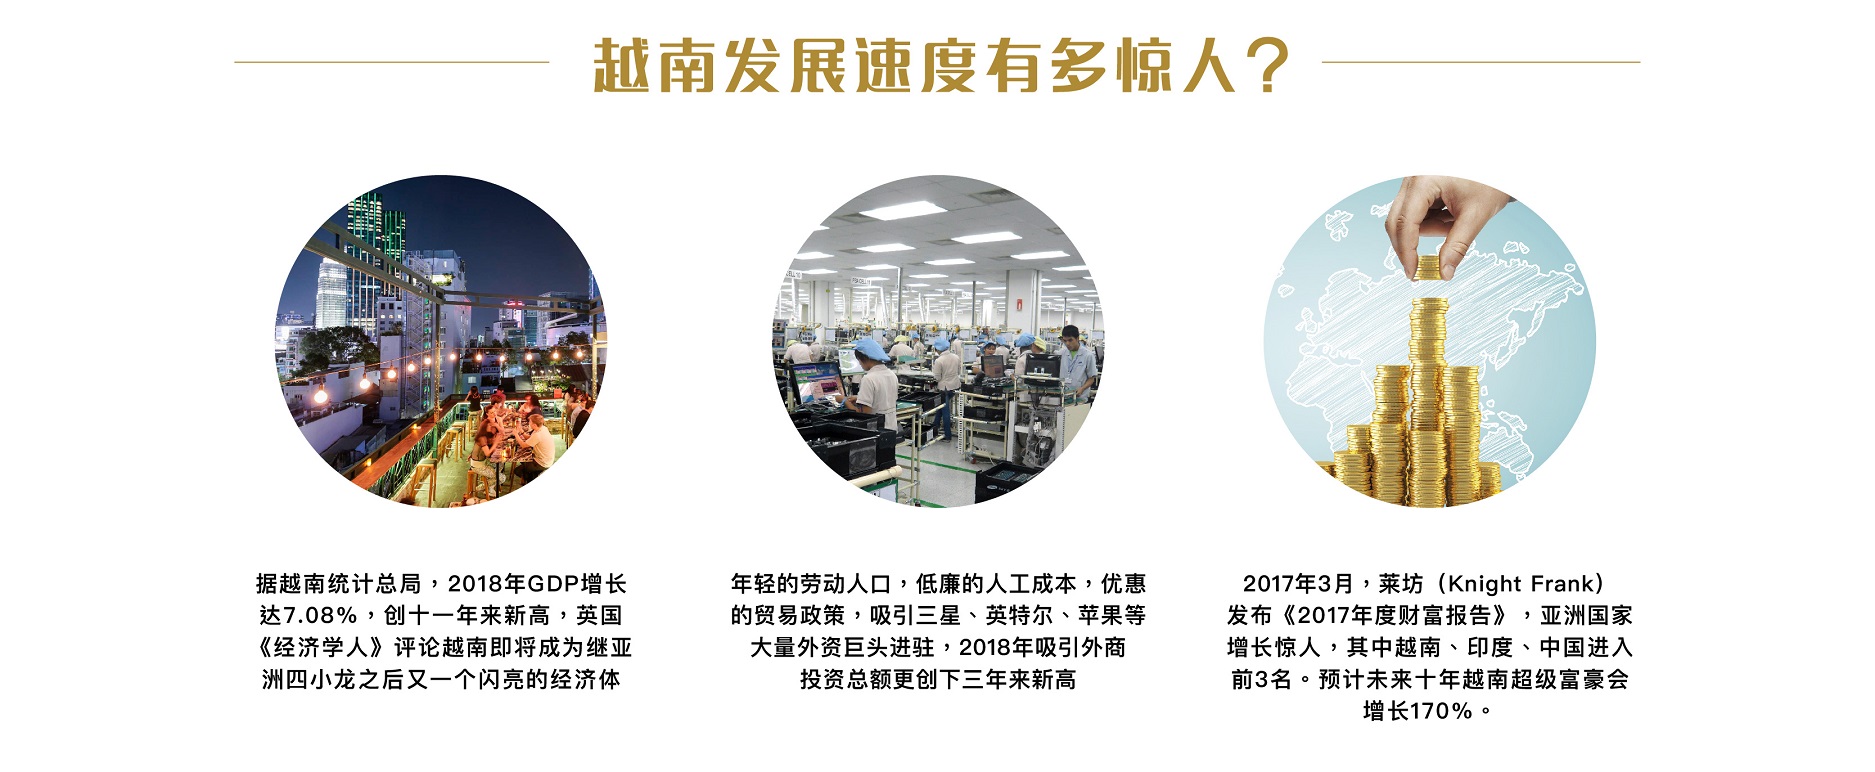 越南发展速度有多惊人？
据越南统计总局，2018年GDP增长
达7.08%，创十一年来新高，英国
《经济学人》评论越南即将成为继亚
洲四小龙之后又一个闪亮的经济体
年轻的劳动人口，低廉的人工成本，优惠
的贸易政策，吸引三星、英特尔、苹果等
大量外资巨头进驻，2018年吸引外商
投资总额更创下三年来新高
2017年3月，莱坊（Knight Frank）
发布《2017年度财富报告》，亚洲国家
增长惊人，其中越南、印度、中国进入
前3名。预计未来十年越南超级富豪会
增长170%。